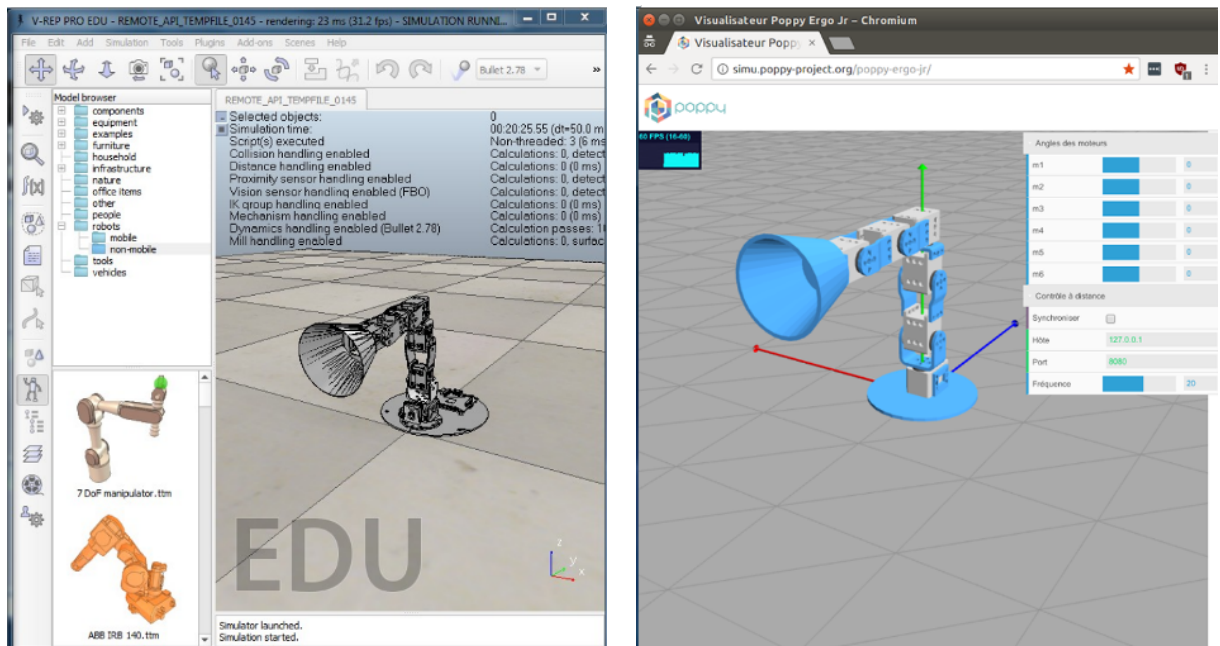 V-REP PRO EDU - REMOTE_API_TEMPFILE_0145 - rendering: 23 ms (31.2 fps) - SIMULATION RUNNI...
File Edit Add Simulation Tools Plugins Add-ons Scenes Help
Bullet 2.78
»
Model browser
components
equipment
examples
furniture
household
infrastructure
nature
office items
other
people
robots
mobile
non-mobile
tools
vehicles
7 DoF manipulator.ttm
ABB IRB 140.ttm
f(x)
REMOTE_API_TEMPFILE_0145
Selected objects: 0
Simulation time: 00:20:25.55 (dt=50.0 m
Script(s) executed Non-threaded: 3 (6 ms
Collision handling enabled Calculations: 0, detect
Distance handling enabled Calculations: 0 (0 ms)
Proximity sensor handling enabled Calculations: 0, detect
Vision sensor handling enabled (FBO) Calculations: 0, detect
IK group handling enabled Calculations: 0 (0 ms)
Mechanism handling enabled Calculations: 0 (0 ms)
Dynamics handling enabled (Bullet 2.78) Calculation passes: 10
Mill handling enabled Calculations: 0, surfac
EDU
z
y
x
Simulator launched.
Simulation started.
Visualisateur Poppy Ergo Jr – Chromium
Visualisateur Popp
simu.poppy-project.org/poppy-ergo-jr/
poppy
60 FPS (16-60)
Angles des moteurs
m1 0
m2 0
m3 0
m4 0
m5 0
m6 0
Contrôle à distance
Synchroniser
Hôte 127.0.0.1
Port 8080
Fréquence 20